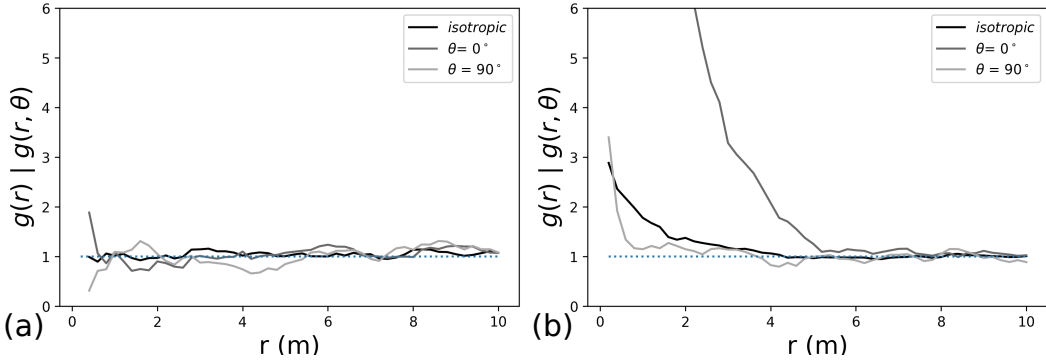 6
5
4
3
2
1
0
g(r) | g(r, θ)
isotropic
θ= 0°
θ = 90°
0 2 4 6 8 10
r (m)
(a)
6
5
4
3
2
1
0
g(r) | g(r, θ)
isotropic
θ= 0°
θ = 90°
0 2 4 6 8 10
r (m)
(b)